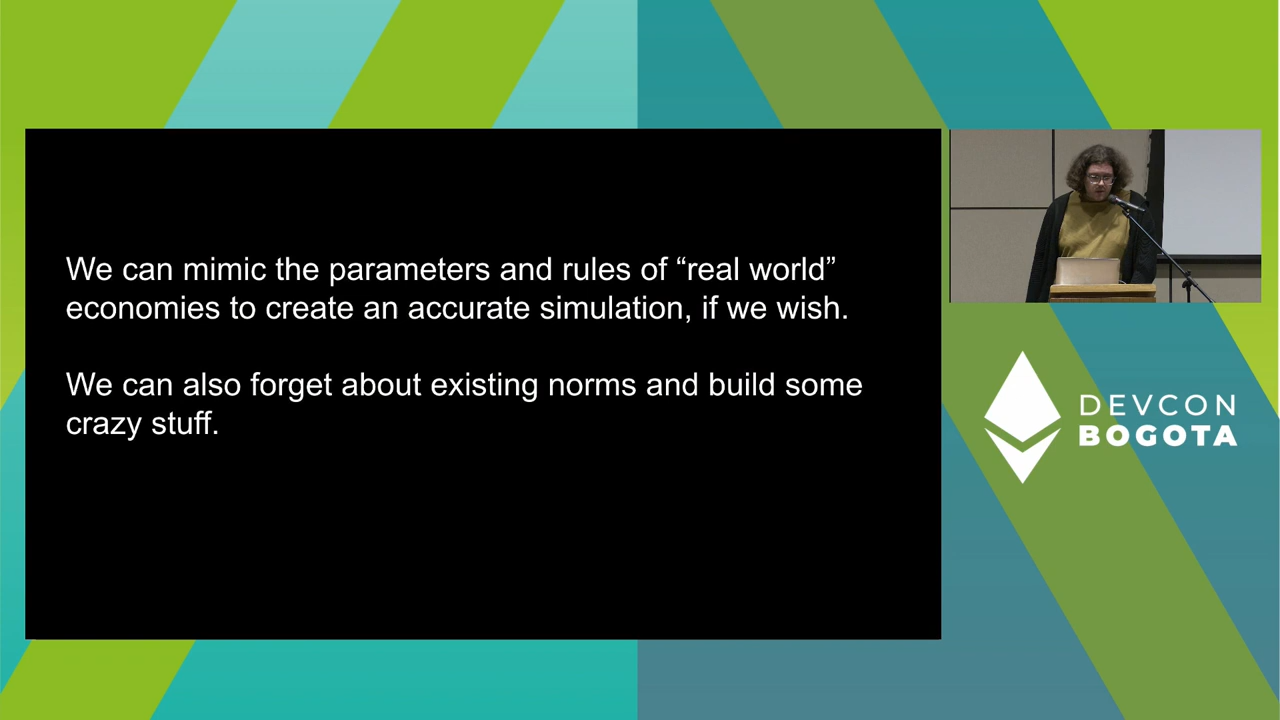 We can mimic the parameters and rules of “real world”
economies to create an accurate simulation, if we wish.
We can also forget about existing norms and build some
crazy stuff.
DEVCON
BOGOTA